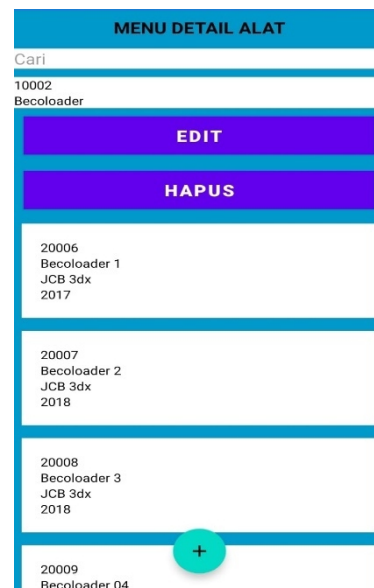 MENU DETAIL ALAT
Cari
10002
Becoloader
EDIT
HAPUS
20006
Becoloader 1
JCB 3dx
2017
20007
Becoloader 2
JCB 3dx
2018
20008
Becoloader 3
JCB 3dx
2018
+
20009
Becoloader 04